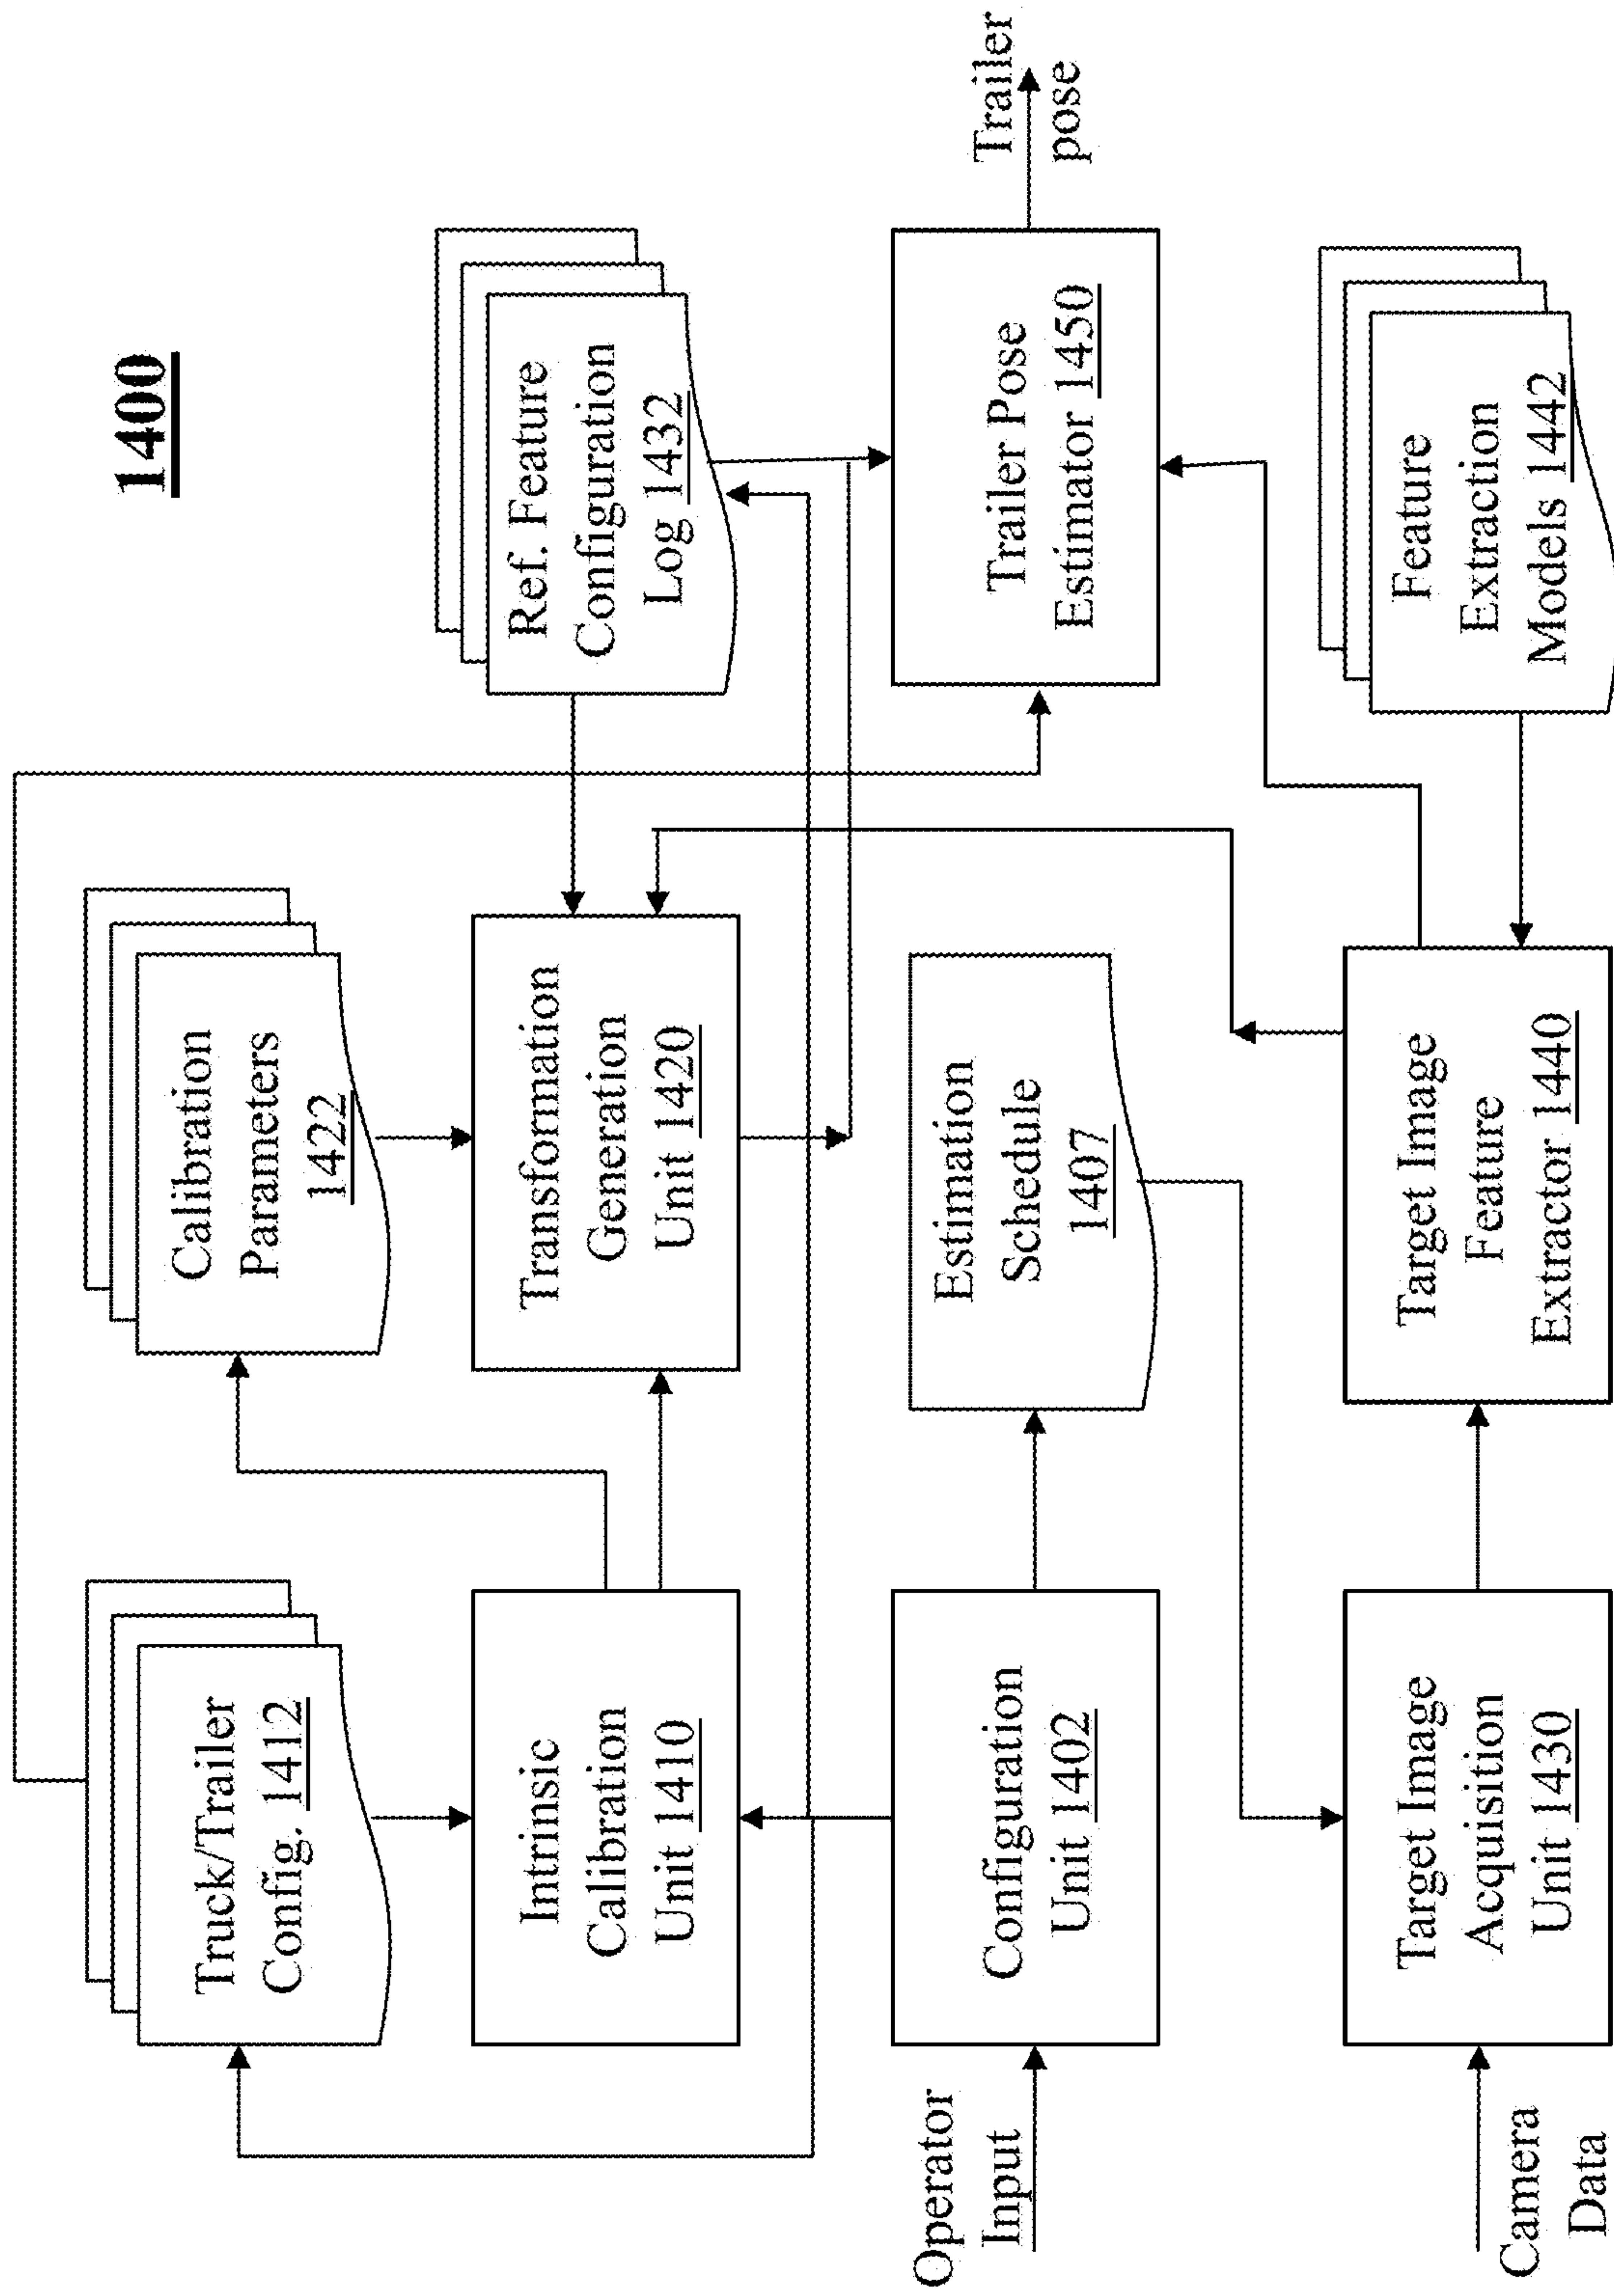 1400
Truck/Trailer
Config. 1412
Calibration
Parameters
1422
Ref. Feature
Configuration
Log 1432
Intrinsic
Calibration
Unit 1410
Transformation
Generation
Unit 1420
Operator
Input
Configuration
Unit 1402
Estimation
Schedule
1407
Trailer Pose
Estimator 1450
Trailer
pose
Camera
Data
Target Image
Acquisition
Unit 1430
Target Image
Feature
Extractor 1440
Feature
Extraction
Models 1442